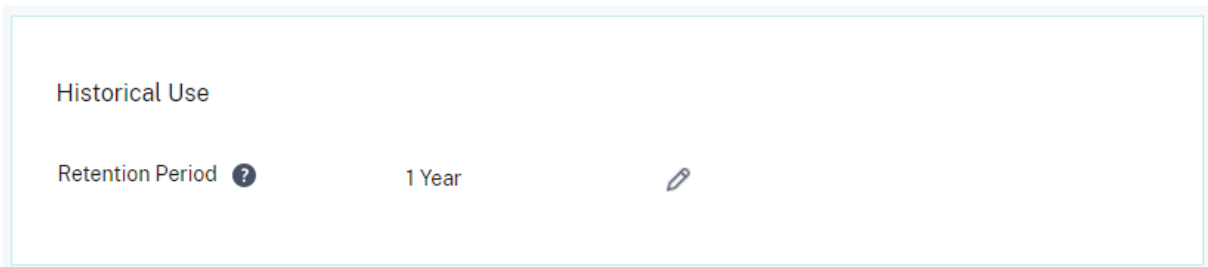 Historical Use
Retention Period ? 1 Year